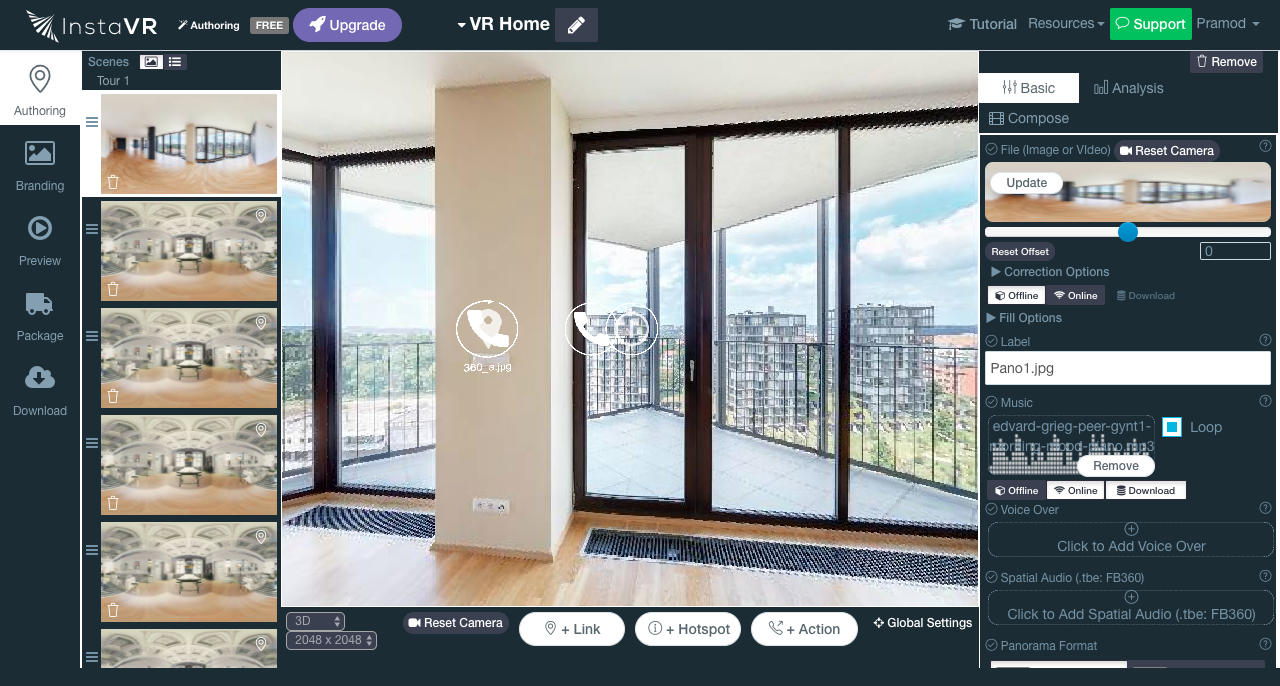 InstaVR
Authoring
FREE
Upgrade
VR Home
Tutorial
Resources
Support
Pramod
Authoring
Branding
Preview
Package
Download
Scenes
Tour 1
360_a.jpg
3D
2048 x 2048
Reset Camera
+ Link
+ Hotspot
+ Action
Global Settings
Remove
Basic
Analysis
Compose
File (Image or VIdeo)
Reset Camera
Update
Reset Offset
0
Correction Options
Offline
Online
Download
Fill Options
Label
Pano1.jpg
Music
edvard-grieg-peer-gynt1-
morning-mood-piano.mp3
Loop
Remove
Offline
Online
Download
Voice Over
Click to Add Voice Over
Spatial Audio (.tbe: FB360)
Click to Add Spatial Audio (.tbe: FB360)
Panorama Format